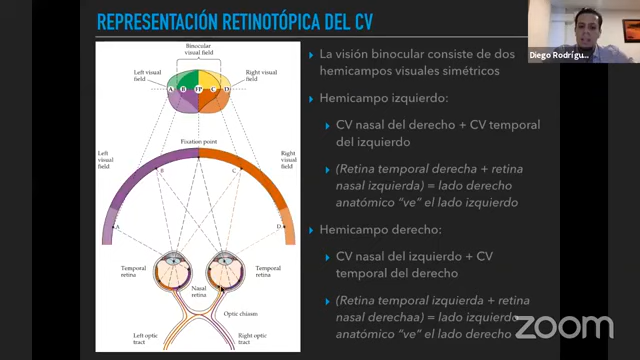 REPRESENTACIÓN RETINOTÓPICA DEL CV
Diego Rodrígu...
Binocular
visual field
Left visual
field
Right visual
field
A
B
FP
C
D
Fixation point
Left
visual
field
Right
visual
field
B
C
A
D
Temporal
retina
Nasal
retina
Temporal
retina
Optic chiasm
Left optic
tract
Right optic
tract
La visión binocular consiste de dos
hemicampos visuales simétricos
Hemicampo izquierdo:
CV nasal del derecho + CV temporal
del izquierdo
(Retina temporal derecha + retina
nasal izquierda) = lado derecho
anatómico “ve” el lado izquierdo
Hemicampo derecho:
CV nasal del izquierdo + CV
temporal del derecho
(Retina temporal izquierda + retina
nasal derechaa) = lado izquierdo
anatómico “ve” el lado derecho
zoom